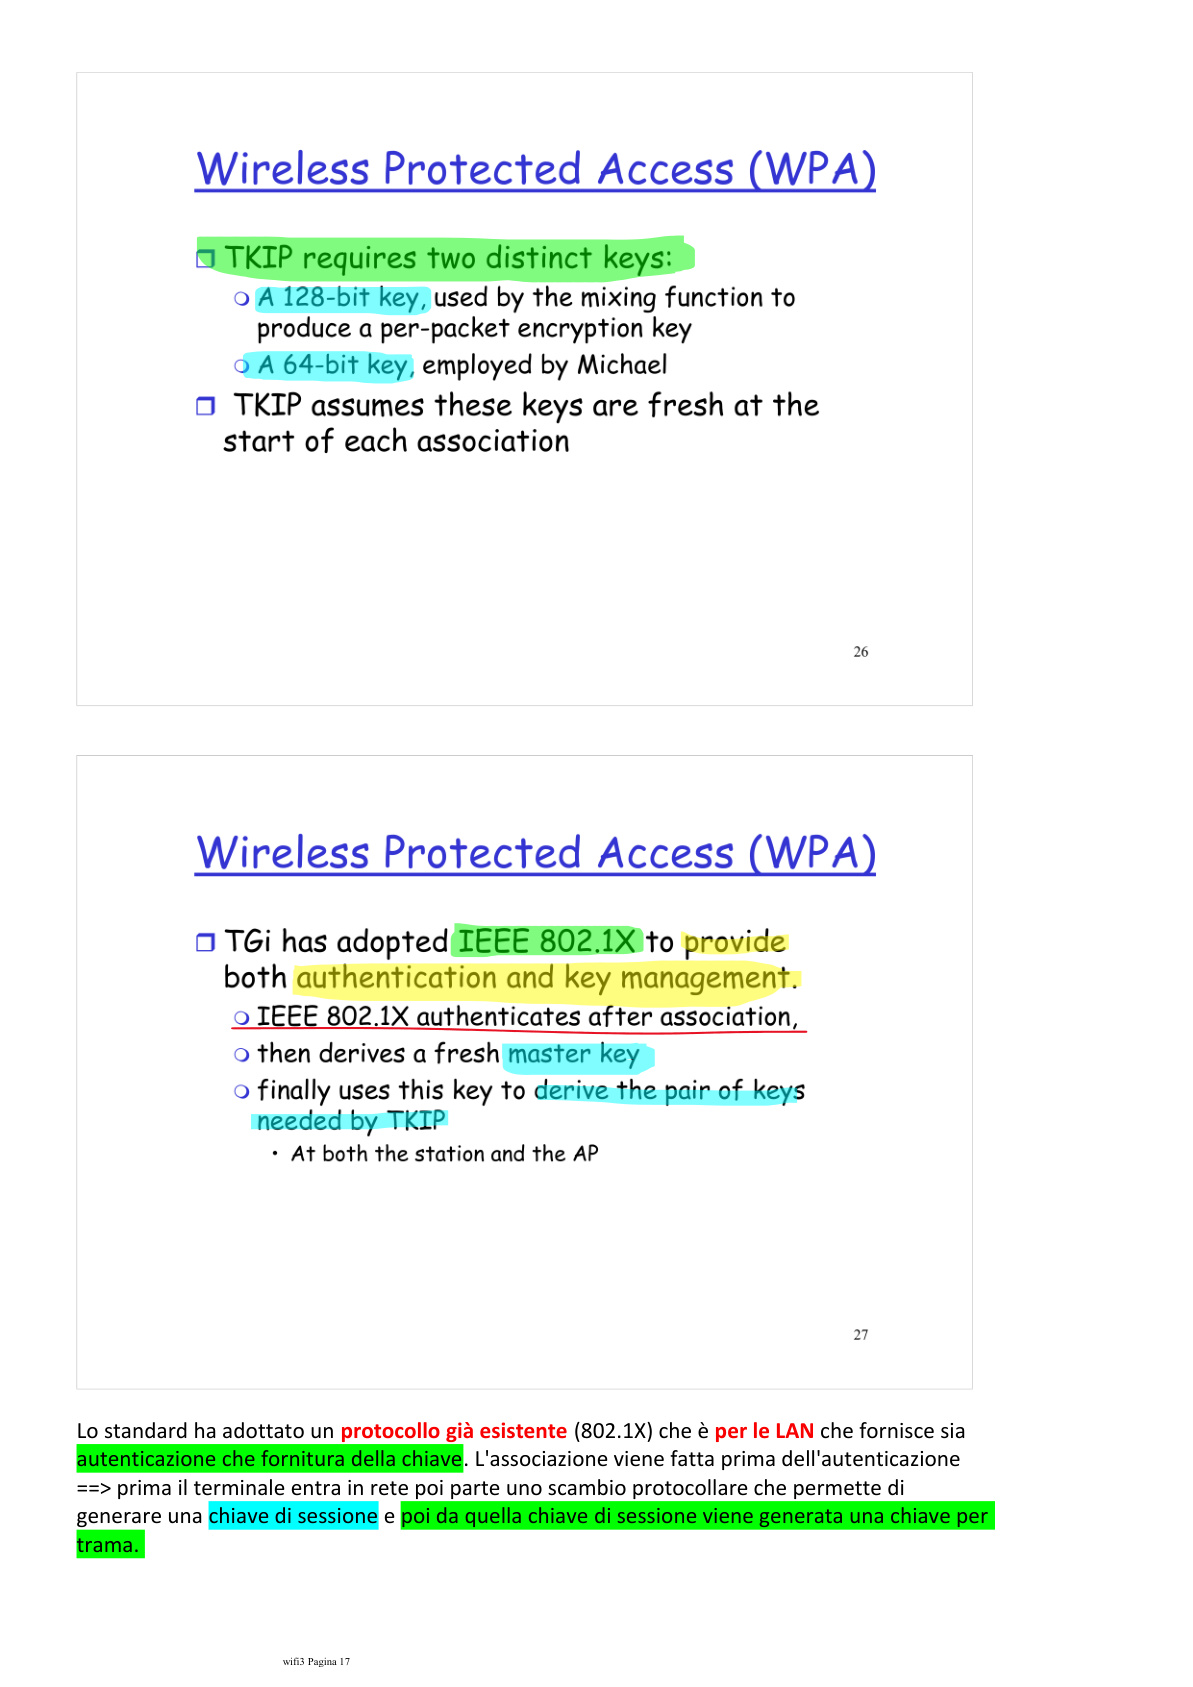 Wireless Protected Access (WPA)
TKIP requires two distinct keys:
A 128-bit key, used by the mixing function to
produce a per-packet encryption key
A 64-bit key, employed by Michael
TKIP assumes these keys are fresh at the
start of each association
26
Wireless Protected Access (WPA)
TGi has adopted IEEE 802.1X to provide
both authentication and key management.
IEEE 802.1X authenticates after association,
then derives a fresh master key
finally uses this key to derive the pair of keys
needed by TKIP
• At both the station and the AP
27
Lo standard ha adottato un protocollo già esistente (802.1X) che è per le LAN che fornisce sia
autenticazione che fornitura della chiave. L'associazione viene fatta prima dell'autenticazione
==> prima il terminale entra in rete poi parte uno scambio protocollare che permette di
generare una chiave di sessione e poi da quella chiave di sessione viene generata una chiave per
trama.
wifi3 Pagina 17